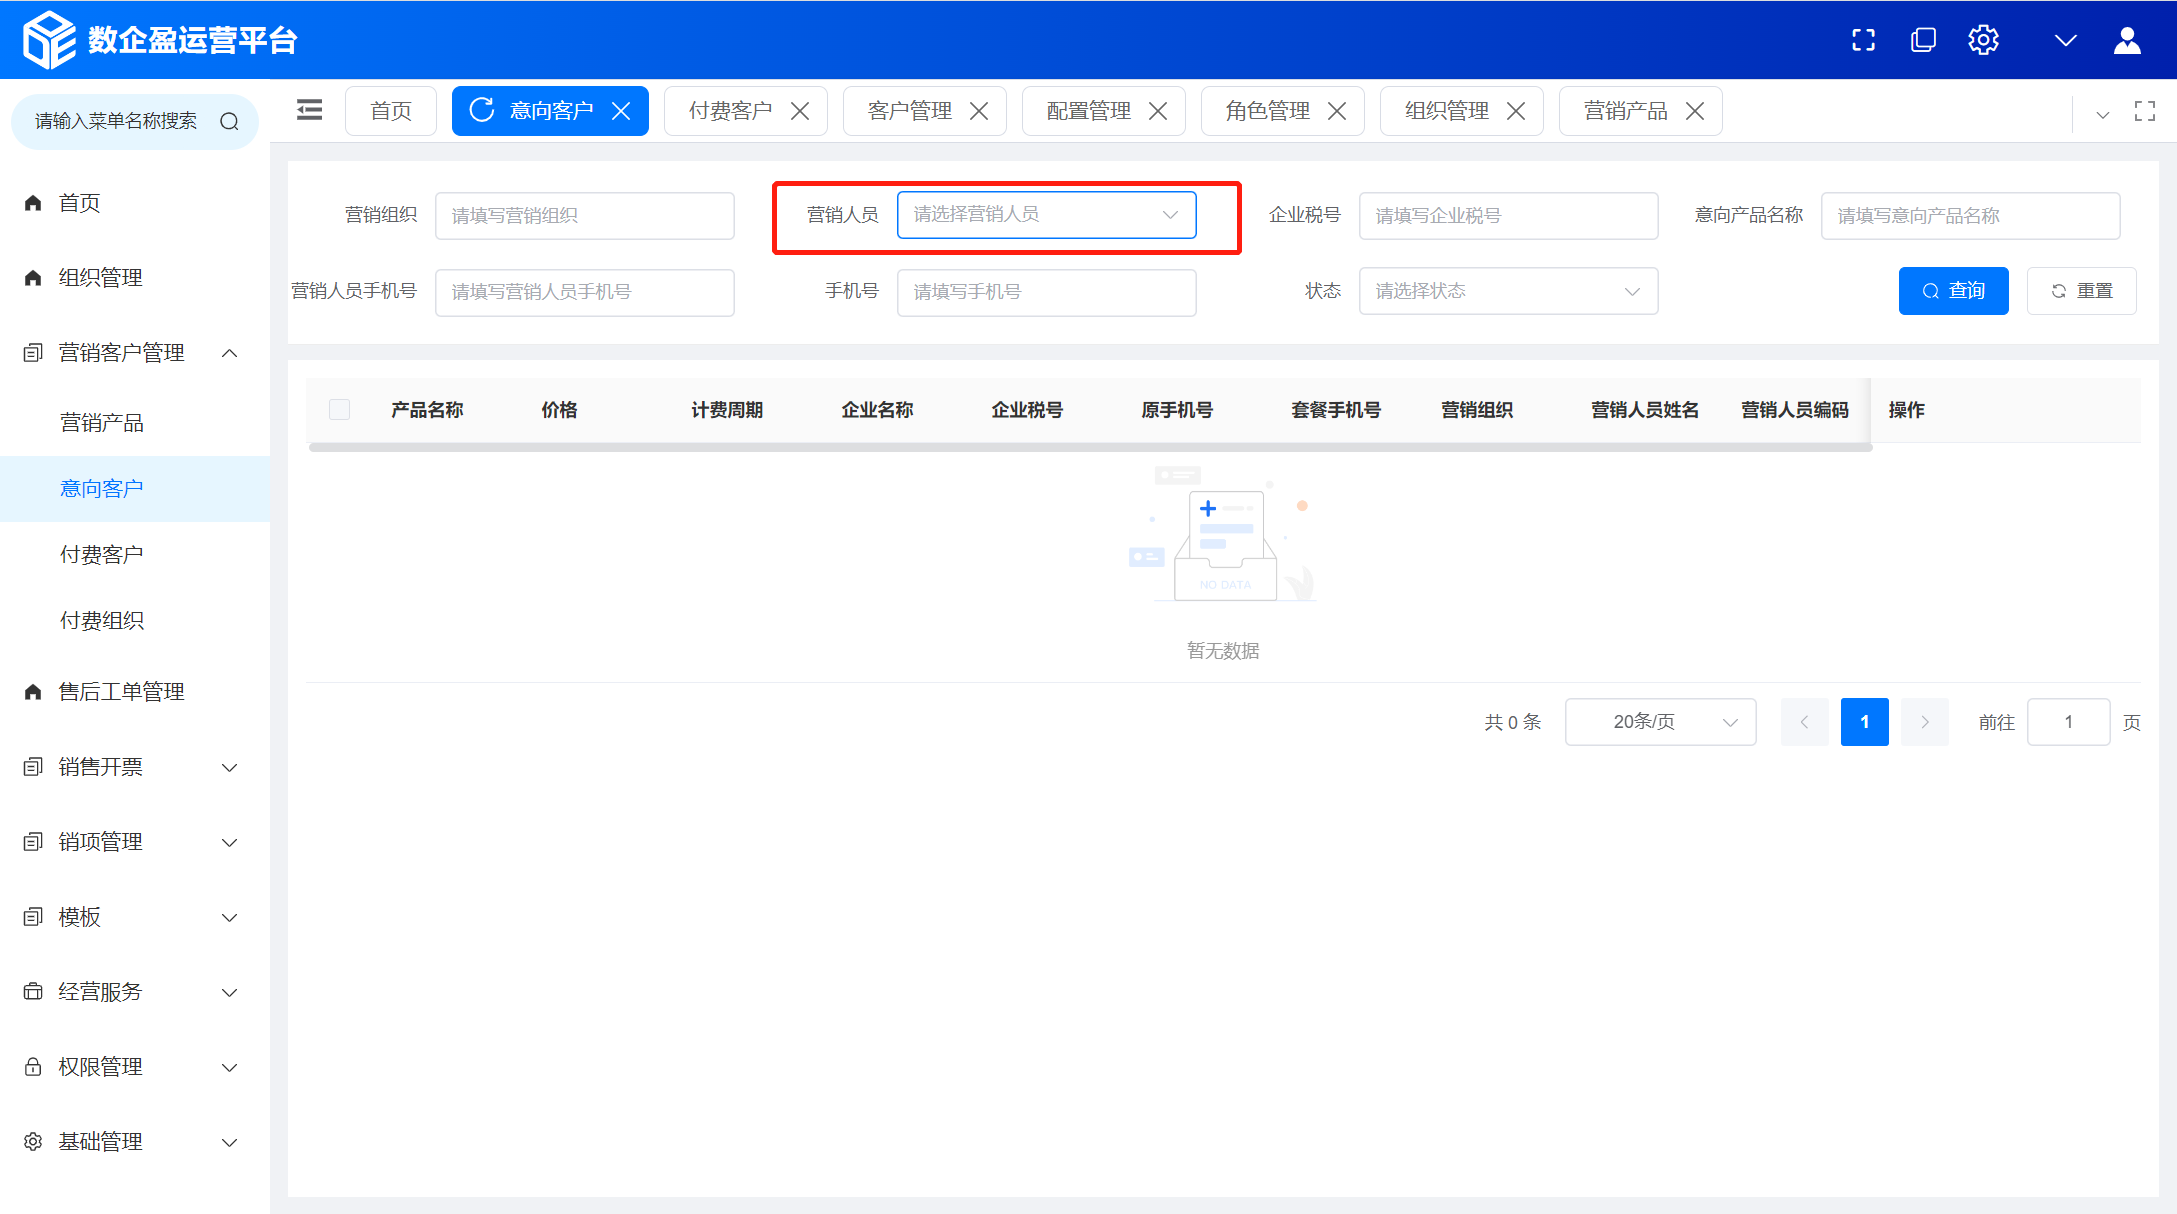 数企盈运营平台
请输入菜单名称搜索
首页
组织管理
营销客户管理
营销产品
意向客户
付费客户
付费组织
售后工单管理
销售开票
销项管理
模板
经营服务
权限管理
基础管理
首页 意向客户 付费客户 客户管理 配置管理 角色管理 组织管理 营销产品
营销组织 请填写营销组织 营销人员 请选择营销人员 企业税号 请填写企业税号 意向产品名称 请填写意向产品名称
营销人员手机号 请填写营销人员手机号 手机号 请填写手机号 状态 请选择状态 查询 重置
产品名称 价格 计费周期 企业名称 企业税号 原手机号 套餐手机号 营销组织 营销人员姓名 营销人员编码 操作
NO DATA
暂无数据
共 0 条 20条/页 1 前往 1 页